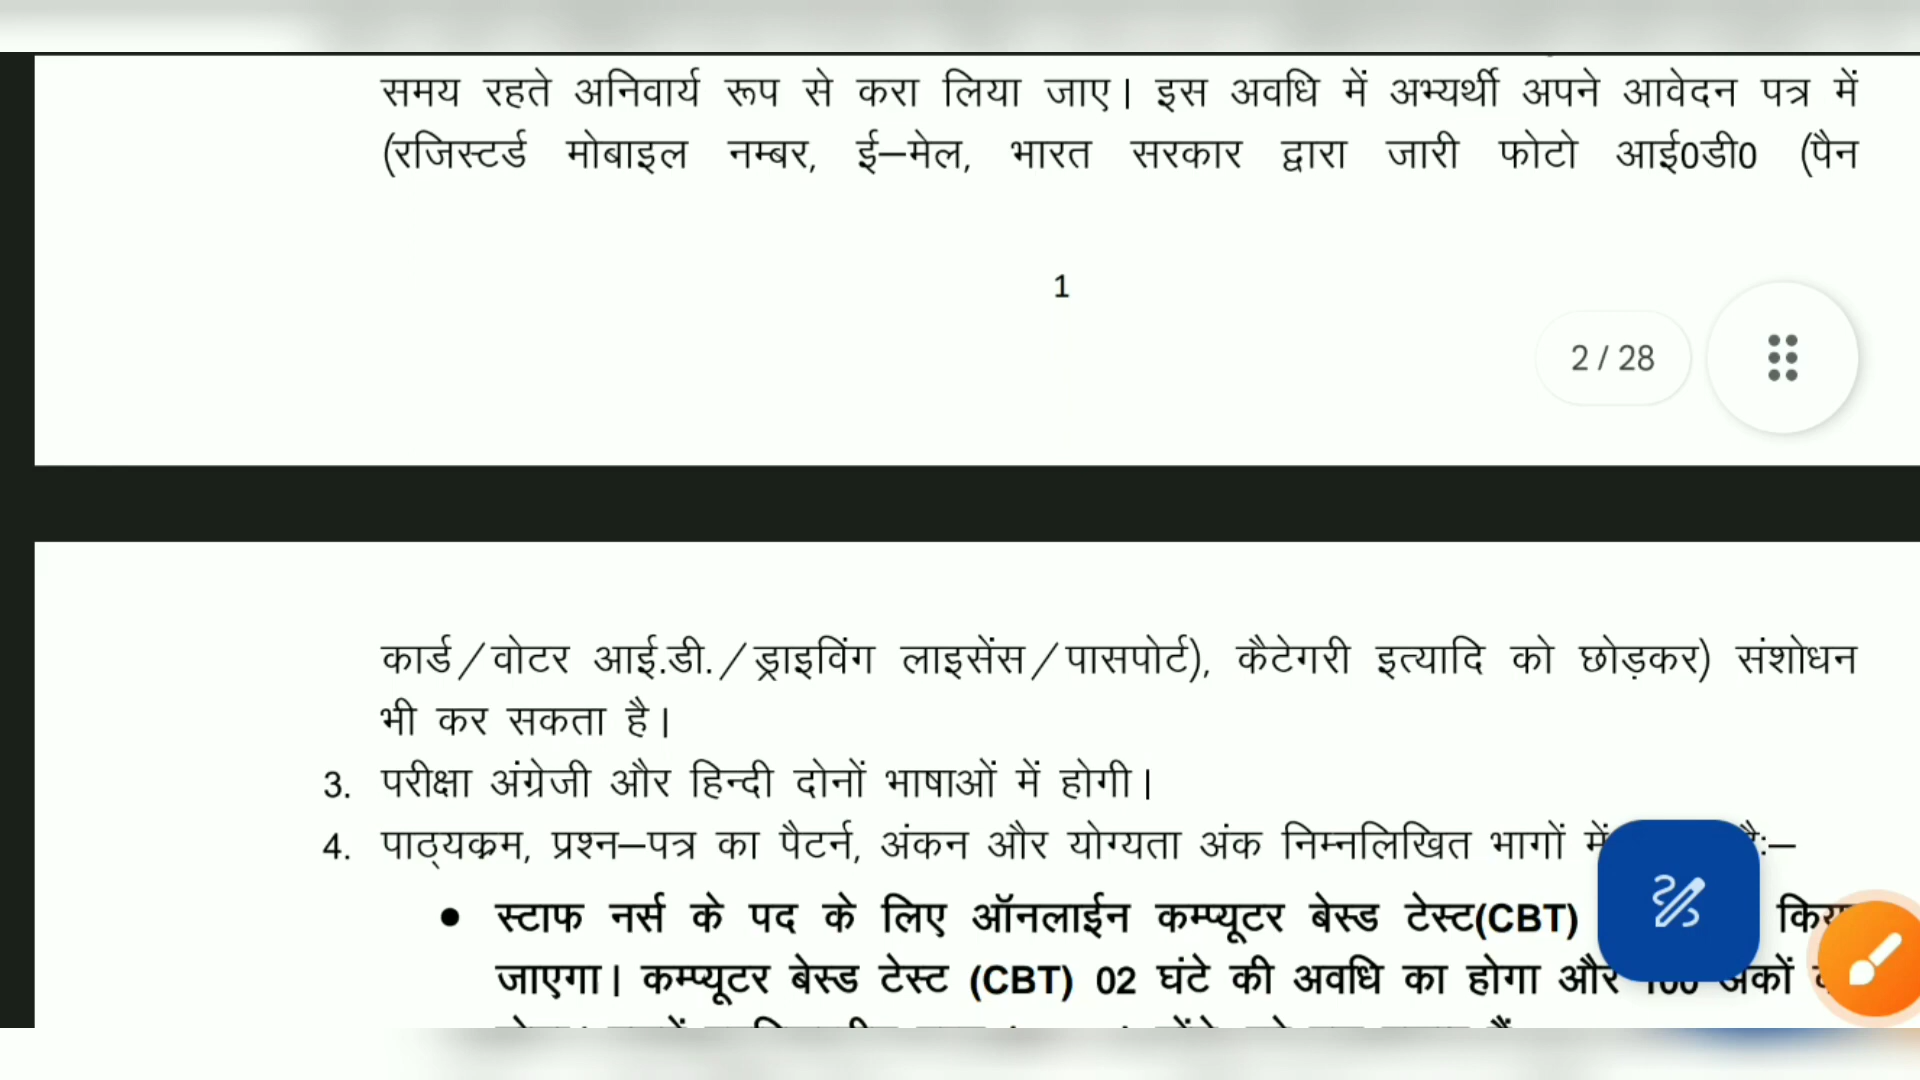 समय रहते अनिवार्य रूप से करा लिया जाए। इस अवधि में अभ्यर्थी अपने आवेदन पत्र में
(रजिस्टर्ड मोबाइल नम्बर, ई–मेल, भारत सरकार द्वारा जारी फोटो आई0डी0 (पैन
1
2 / 28
कार्ड/वोटर आई.डी./ड्राइविंग लाइसेंस/पासपोर्ट), कैटेगरी इत्यादि को छोड़कर) संशोधन
भी कर सकता है।
3. परीक्षा अंग्रेजी और हिन्दी दोनों भाषाओं में होगी।
4. पाठ्यक्रम, प्रश्न–पत्र का पैटर्न, अंकन और योग्यता अंक निम्नलिखित भागों में है:–
● स्टाफ नर्स के पद के लिए ऑनलाईन कम्प्यूटर बेस्ड टेस्ट(CBT)
जाएगा। कम्प्यूटर बेस्ड टेस्ट (CBT) 02 घंटे की अवधि का होगा और 100 अंकों